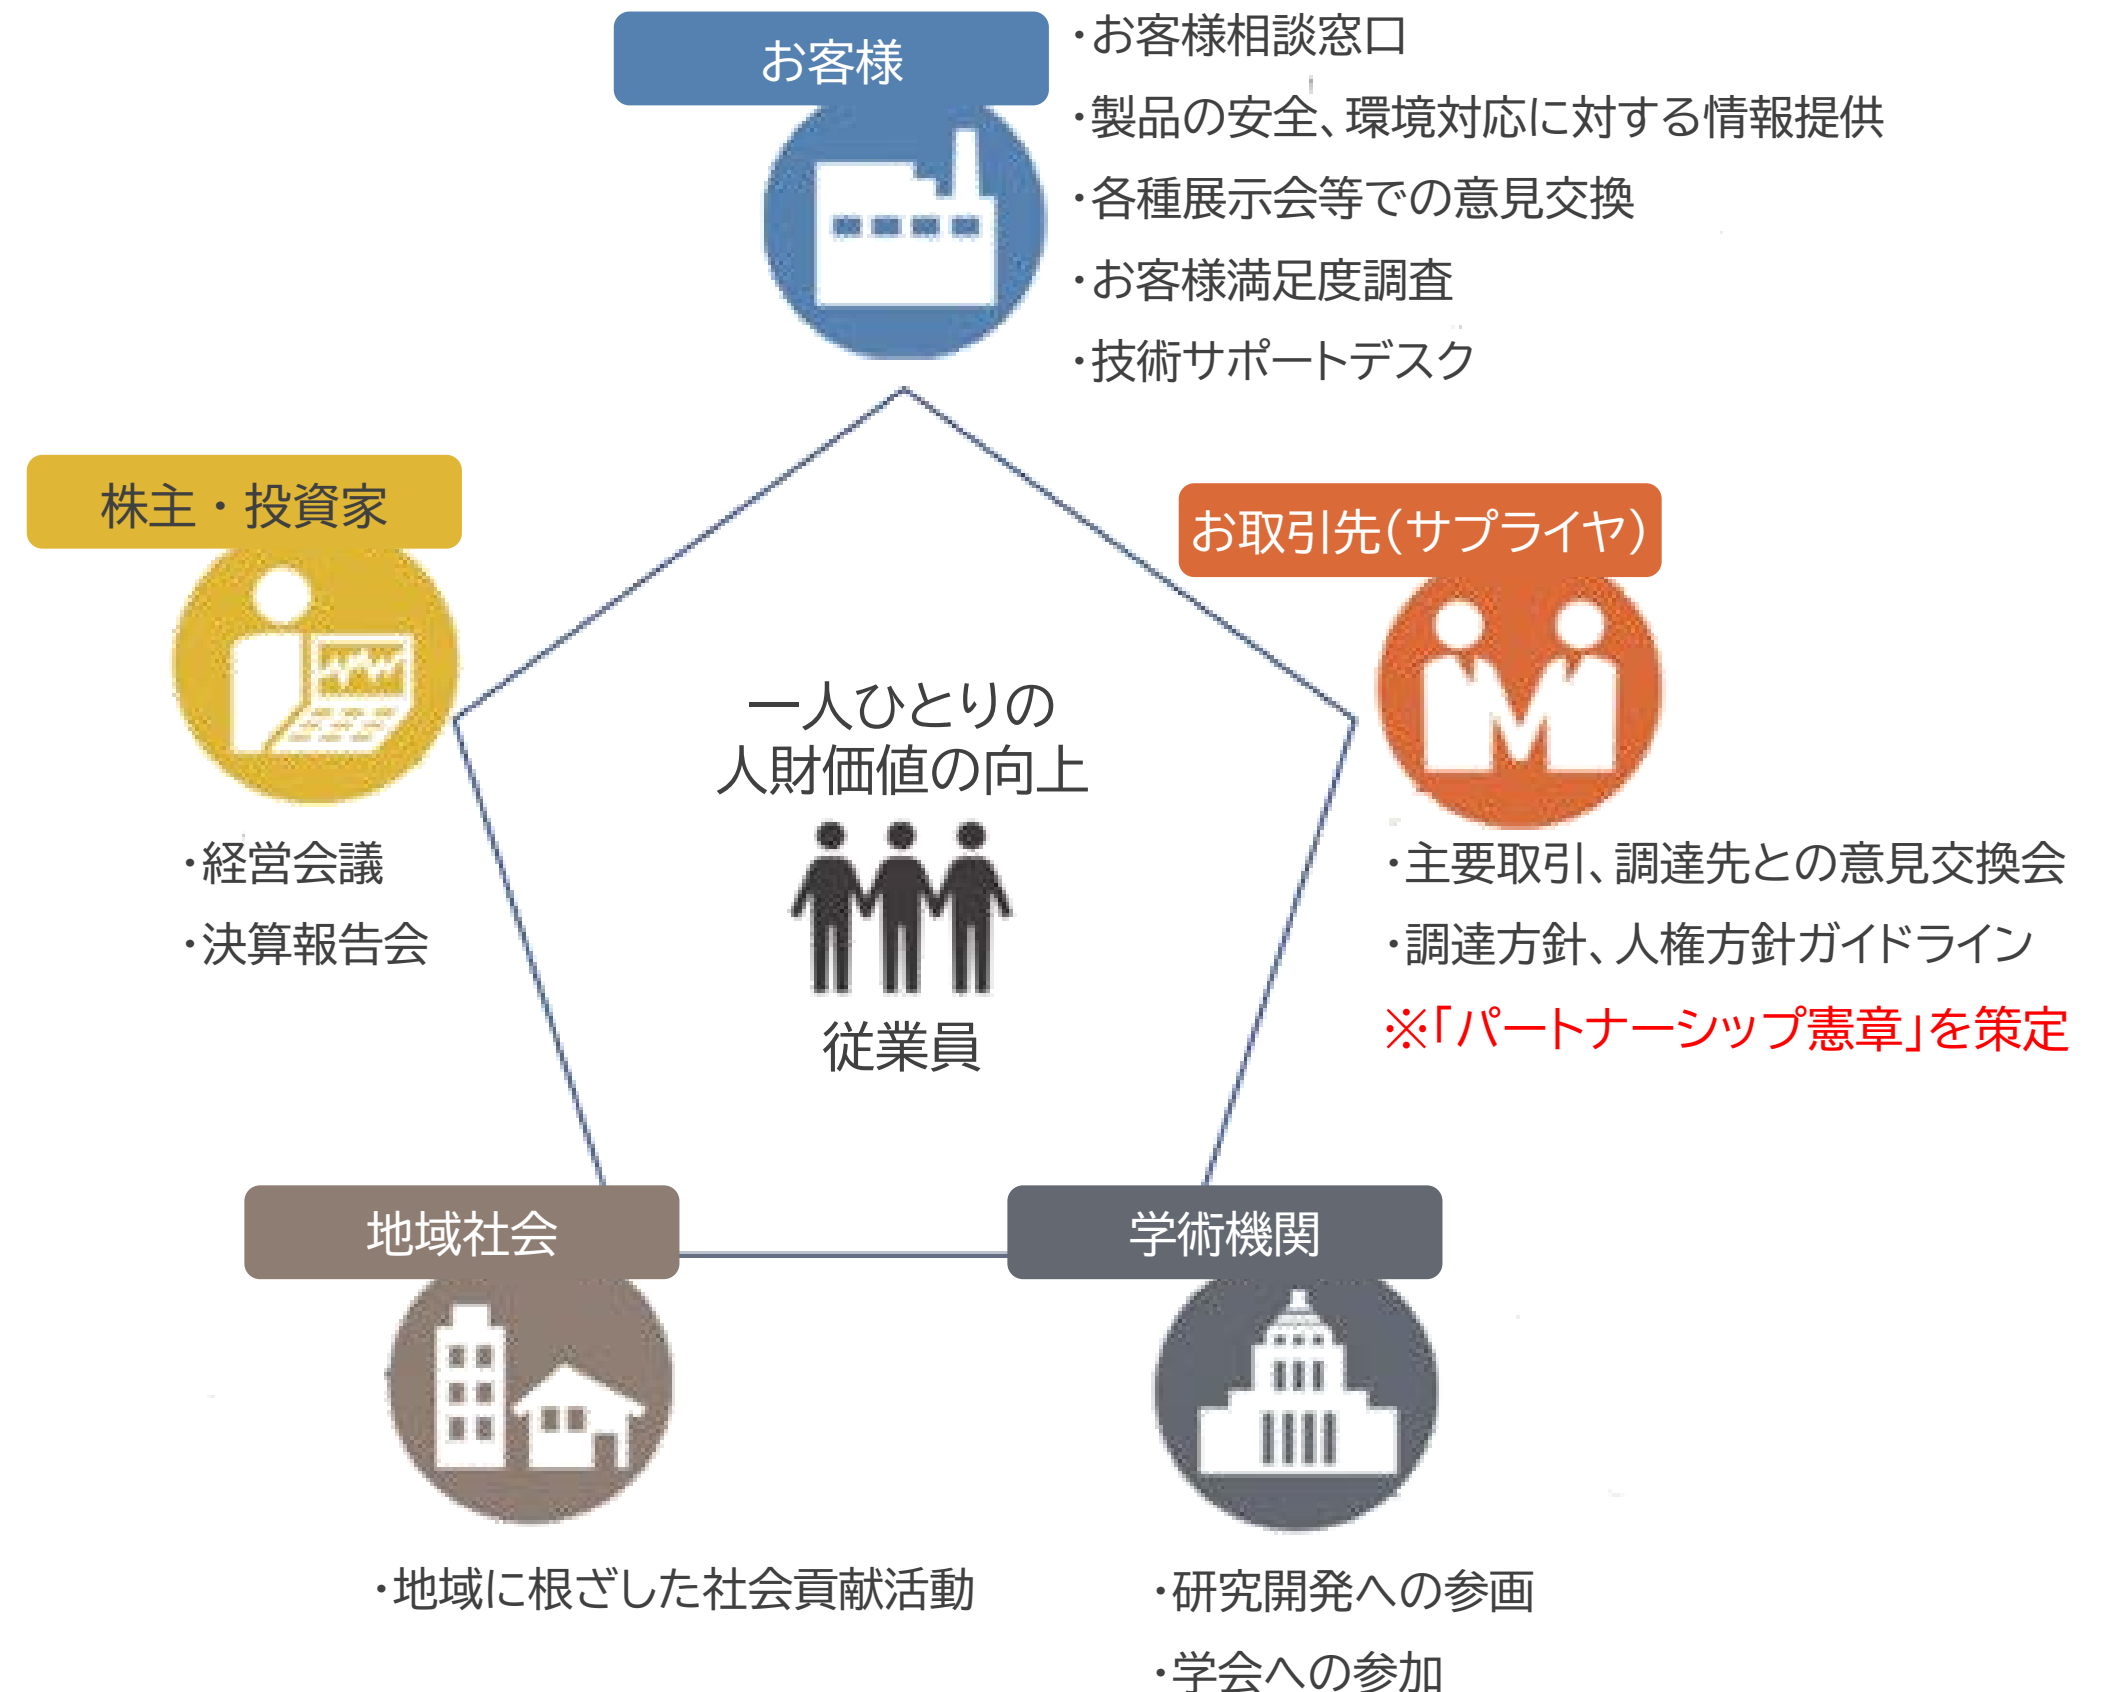 お客様
・お客様相談窓口
・製品の安全、環境対応に対する情報提供
・各種展示会等での意見交換
・お客様満足度調査
・技術サポートデスク
株主・投資家
・経営会議
・決算報告会
お取引先(サプライヤ)
・主要取引、調達先との意見交換会
・調達方針、人権方針ガイドライン
※「パートナーシップ憲章」を策定
一人ひとりの
人財価値の向上
従業員
地域社会
・地域に根ざした社会貢献活動
学術機関
・研究開発への参画
・学会への参加